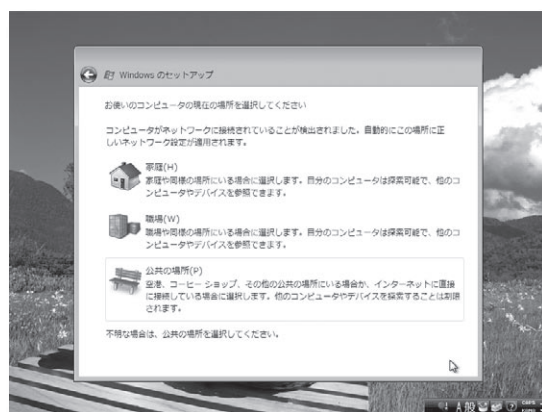 Windows のセットアップ
お使いのコンピュータの現在の場所を選択してください
コンピュータがネットワークに接続されていることが検出されました。自動的にこの場所に正
しいネットワーク設定が適用されます。
家庭(H)
家庭や同様の場所にいる場合に選択します。自分のコンピュータは探索可能で、他のコ
ンピュータやデバイスを参照できます。
職場(W)
職場や同様の場所にいる場合に選択します。自分のコンピュータは探索可能で、他のコ
ンピュータやデバイスを参照できます。
公共の場所(P)
空港、コーヒー ショップ、その他の公共の場所にいる場合か、インターネットに直接
に接続している場合に選択します。他のコンピュータやデバイスを探索することは制限
されます。
不明な場合は、公共の場所を選択してください。
A 般 CAPS
KANA